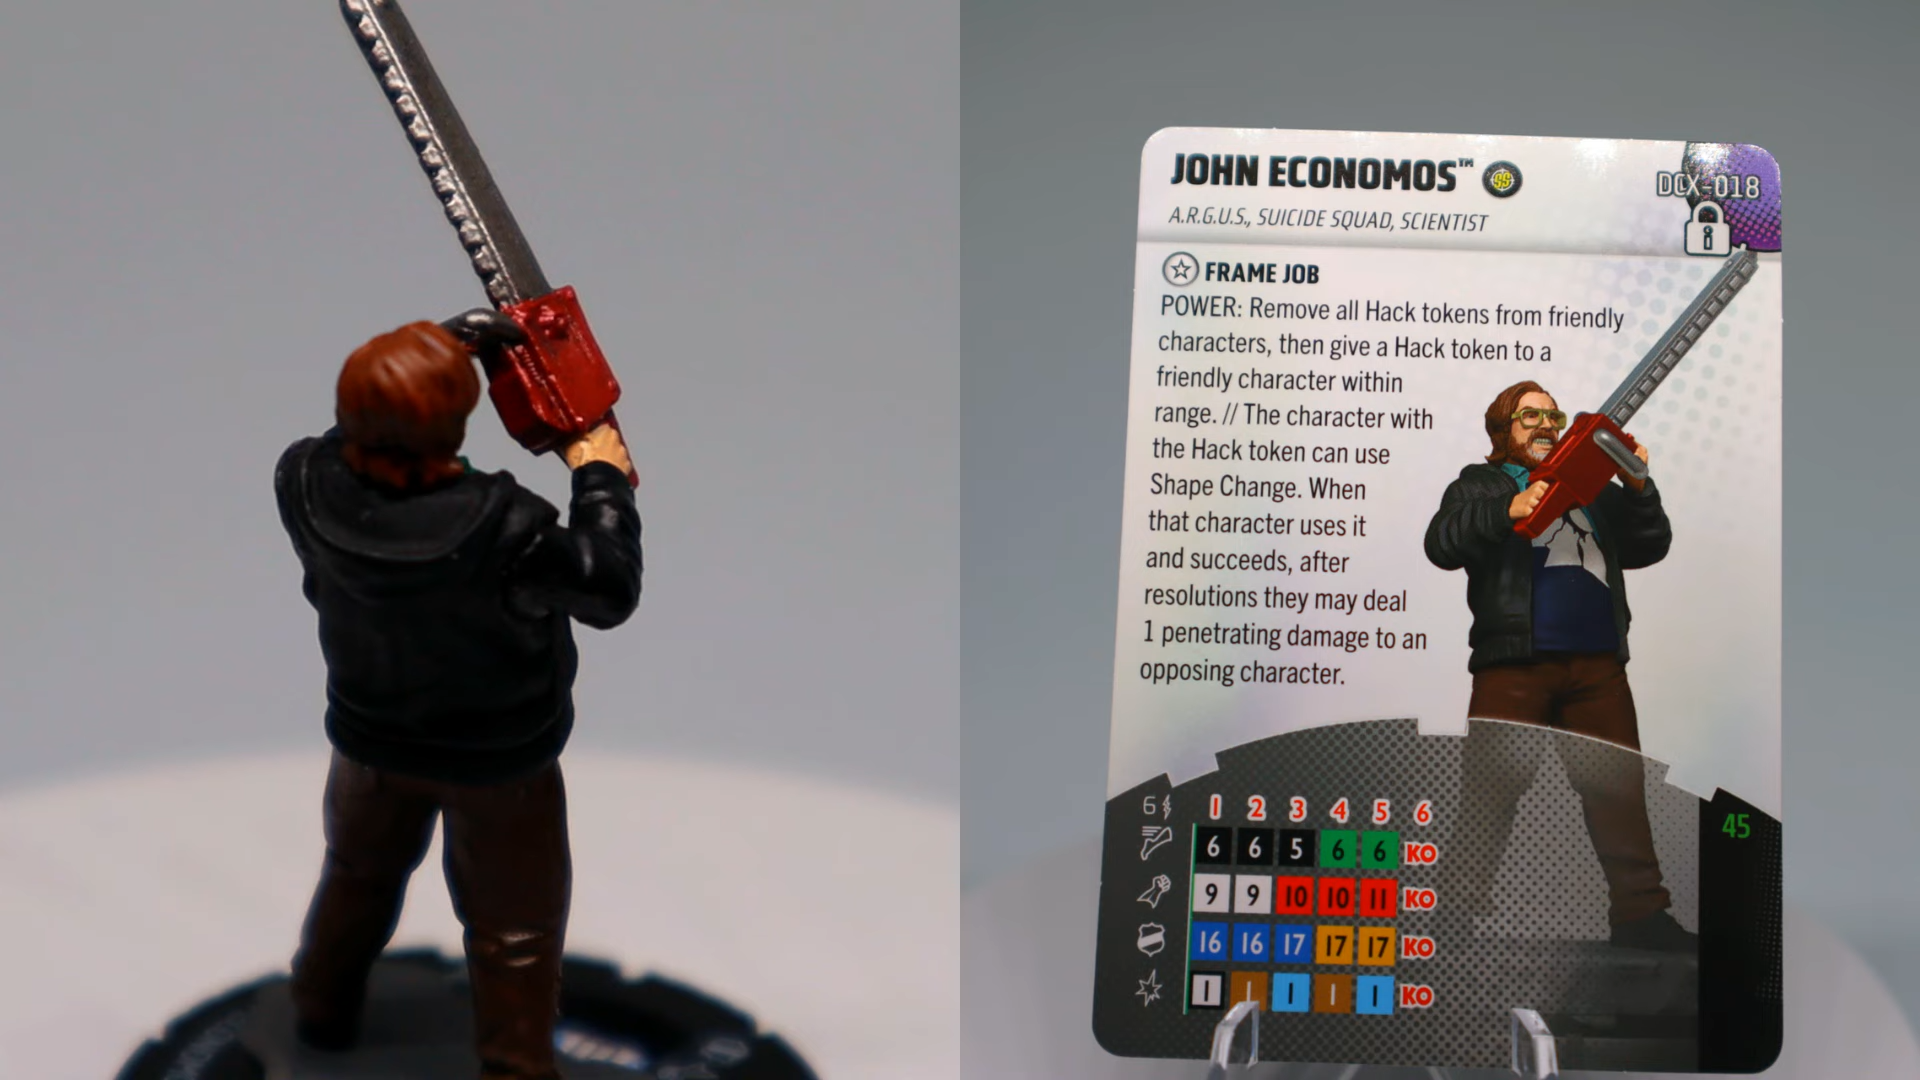 JOHN ECONOMOS™ SS
DCX-018
A.R.G.U.S., SUICIDE SQUAD, SCIENTIST
FRAME JOB
POWER: Remove all Hack tokens from friendly
characters, then give a Hack token to a
friendly character within
range. // The character with
the Hack token can use
Shape Change. When
that character uses it
and succeeds, after
resolutions they may deal
1 penetrating damage to an
opposing character.
6 1 2 3 4 5 6
45
6 6 5 6 6 KO
9 9 10 10 11 KO
16 16 17 17 17 KO
1 1 1 1 1 KO